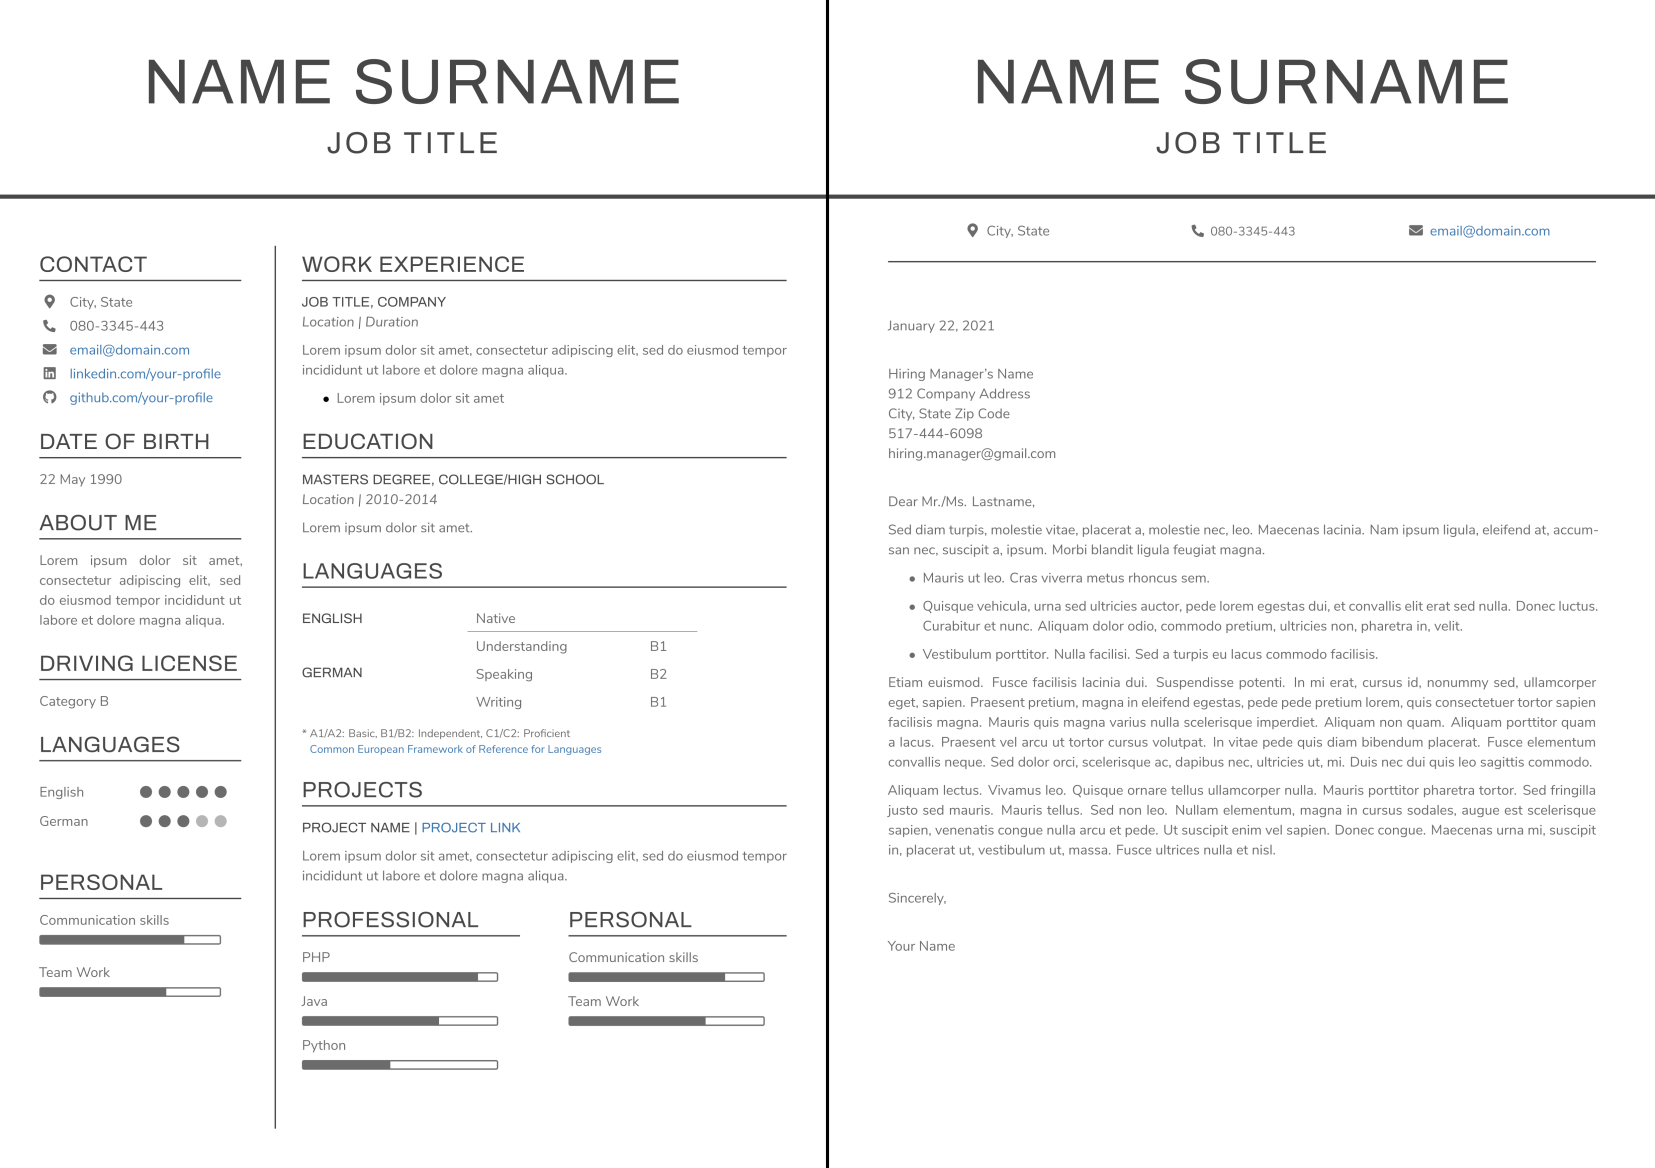 NAME SURNAME
JOB TITLE
CONTACT
City, State
080-3345-443
email@domain.com
linkedin.com/your-profile
github.com/your-profile
DATE OF BIRTH
22 May 1990
ABOUT ME
Lorem ipsum dolor sit amet,
consectetur adipiscing elit, sed
do eiusmod tempor incididunt ut
labore et dolore magna aliqua.
DRIVING LICENSE
Category B
LANGUAGES
English
German
PERSONAL
Communication skills
Team Work
WORK EXPERIENCE
JOB TITLE, COMPANY
Location | Duration
Lorem ipsum dolor sit amet, consectetur adipiscing elit, sed do eiusmod tempor
incididunt ut labore et dolore magna aliqua.
• Lorem ipsum dolor sit amet
EDUCATION
MASTERS DEGREE, COLLEGE/HIGH SCHOOL
Location | 2010-2014
Lorem ipsum dolor sit amet.
LANGUAGES
ENGLISH Native
Understanding B1
GERMAN Speaking B2
Writing B1
* A1/A2: Basic, B1/B2: Independent, C1/C2: Proficient
Common European Framework of Reference for Languages
PROJECTS
PROJECT NAME | PROJECT LINK
Lorem ipsum dolor sit amet, consectetur adipiscing elit, sed do eiusmod tempor
incididunt ut labore et dolore magna aliqua.
PROFESSIONAL
PHP
Java
Python
PERSONAL
Communication skills
Team Work
NAME SURNAME
JOB TITLE
City, State 080-3345-443 email@domain.com
January 22, 2021
Hiring Manager’s Name
912 Company Address
City, State Zip Code
517-444-6098
hiring.manager@gmail.com
Dear Mr./Ms. Lastname,
Sed diam turpis, molestie vitae, placerat a, molestie nec, leo. Maecenas lacinia. Nam ipsum ligula, eleifend at, accum-
san nec, suscipit a, ipsum. Morbi blandit ligula feugiat magna.
• Mauris ut leo. Cras viverra metus rhoncus sem.
• Quisque vehicula, urna sed ultricies auctor, pede lorem egestas dui, et convallis elit erat sed nulla. Donec luctus.
Curabitur et nunc. Aliquam dolor odio, commodo pretium, ultricies non, pharetra in, velit.
• Vestibulum porttitor. Nulla facilisi. Sed a turpis eu lacus commodo facilisis.
Etiam euismod. Fusce facilisis lacinia dui. Suspendisse potenti. In mi erat, cursus id, nonummy sed, ullamcorper
eget, sapien. Praesent pretium, magna in eleifend egestas, pede pede pretium lorem, quis consectetuer tortor sapien
facilisis magna. Mauris quis magna varius nulla scelerisque imperdiet. Aliquam non quam. Aliquam porttitor quam
a lacus. Praesent vel arcu ut tortor cursus volutpat. In vitae pede quis diam bibendum placerat. Fusce elementum
convallis neque. Sed dolor orci, scelerisque ac, dapibus nec, ultricies ut, mi. Duis nec dui quis leo sagittis commodo.
Aliquam lectus. Vivamus leo. Quisque ornare tellus ullamcorper nulla. Mauris porttitor pharetra tortor. Sed fringilla
justo sed mauris. Mauris tellus. Sed non leo. Nullam elementum, magna in cursus sodales, augue est scelerisque
sapien, venenatis congue nulla arcu et pede. Ut suscipit enim vel sapien. Donec congue. Maecenas urna mi, suscipit
in, placerat ut, vestibulum ut, massa. Fusce ultrices nulla et nisl.
Sincerely,
Your Name